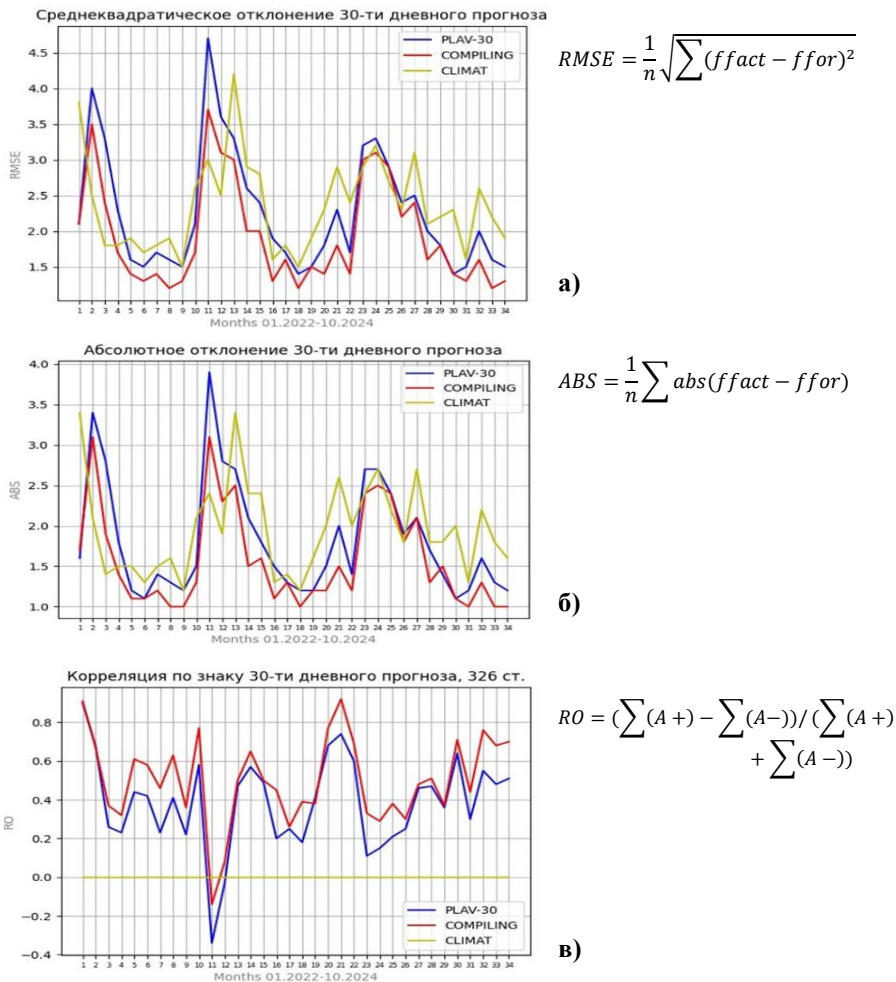 Среднеквадратическое отклонение 30-ти дневного прогноза
4.5
4.0
3.5
3.0
2.5
2.0
1.5
RMSE
PLAV-30
COMPILING
CLIMAT
1 2 3 4 5 6 7 8 9 10 11 12 13 14 15 16 17 18 19 20 21 22 23 24 25 26 27 28 29 30 31 32 33 34
Months 01.2022-10.2024
RMSE = 1/n √∑(ffact − ffor)²
а)
Абсолютное отклонение 30-ти дневного прогноза
4.0
3.5
3.0
2.5
2.0
1.5
1.0
ABS
PLAV-30
COMPILING
CLIMAT
1 2 3 4 5 6 7 8 9 10 11 12 13 14 15 16 17 18 19 20 21 22 23 24 25 26 27 28 29 30 31 32 33 34
Months 01.2022-10.2024
ABS = 1/n ∑ abs(ffact − ffor)
б)
Корреляция по знаку 30-ти дневного прогноза, 326 ст.
0.8
0.6
0.4
0.2
0.0
−0.2
−0.4
RO
PLAV-30
COMPILING
CLIMAT
1 2 3 4 5 6 7 8 9 10 11 12 13 14 15 16 17 18 19 20 21 22 23 24 25 26 27 28 29 30 31 32 33 34
Months 01.2022-10.2024
RO = (∑(A +) − ∑(A−))/(∑(A +)
+ ∑(A −))
в)